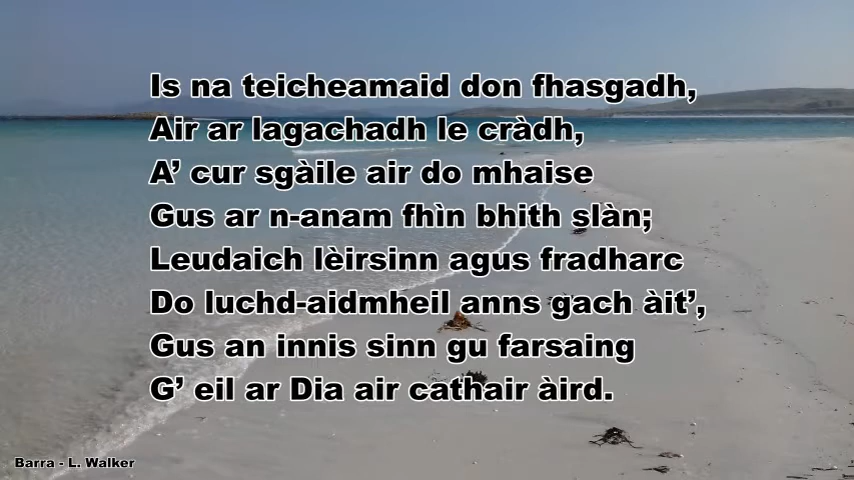 Is na teicheamaid don fhasgadh,
Air ar lagachadh le cràdh,
A’ cur sgàile air do mhaise
Gus ar n-anam fhìn bhith slàn;
Leudaich lèirsinn agus fradharc
Do luchd-aidmheil anns gach àit’,
Gus an innis sinn gu farsaing
G’ eil ar Dia air cathair àird.
Barra - L. Walker